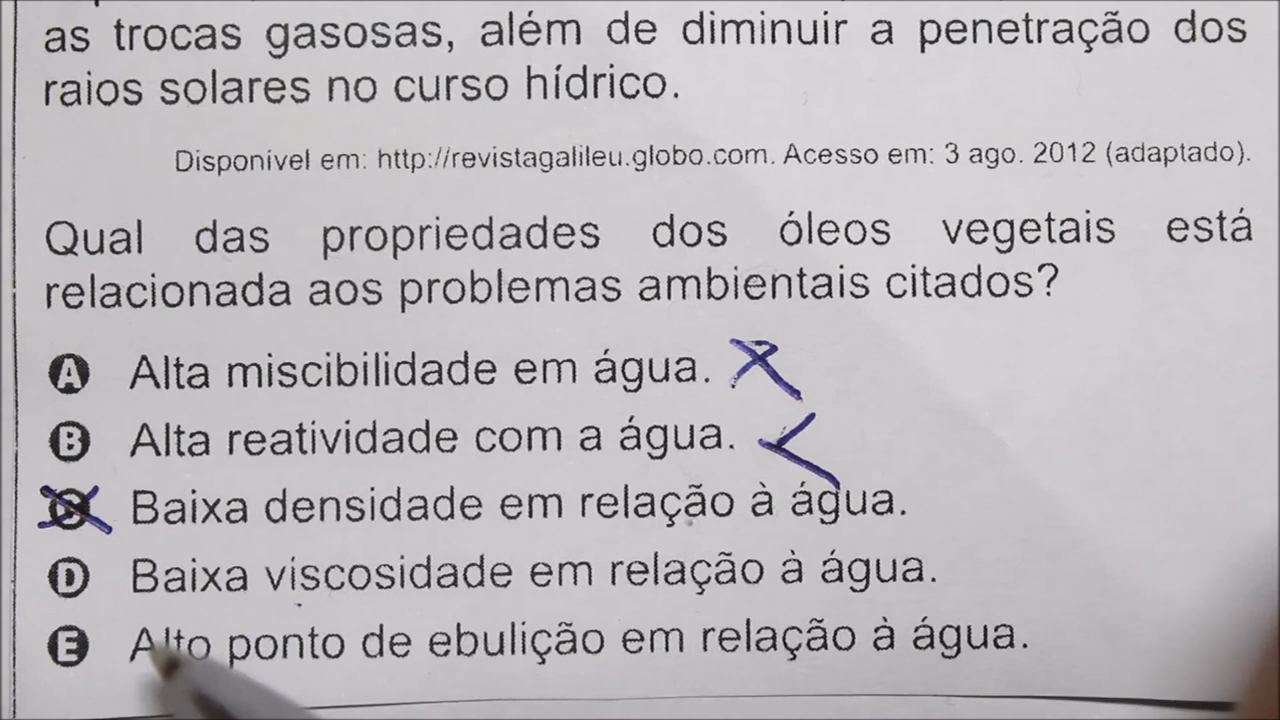 as trocas gasosas, além de diminuir a penetração dos
raios solares no curso hídrico.
Disponível em: http://revistagalileu.globo.com. Acesso em: 3 ago. 2012 (adaptado).
Qual das propriedades dos óleos vegetais está
relacionada aos problemas ambientais citados?
A Alta miscibilidade em água.
B Alta reatividade com a água.
C Baixa densidade em relação à água.
D Baixa viscosidade em relação à água.
E Alto ponto de ebulição em relação à água.